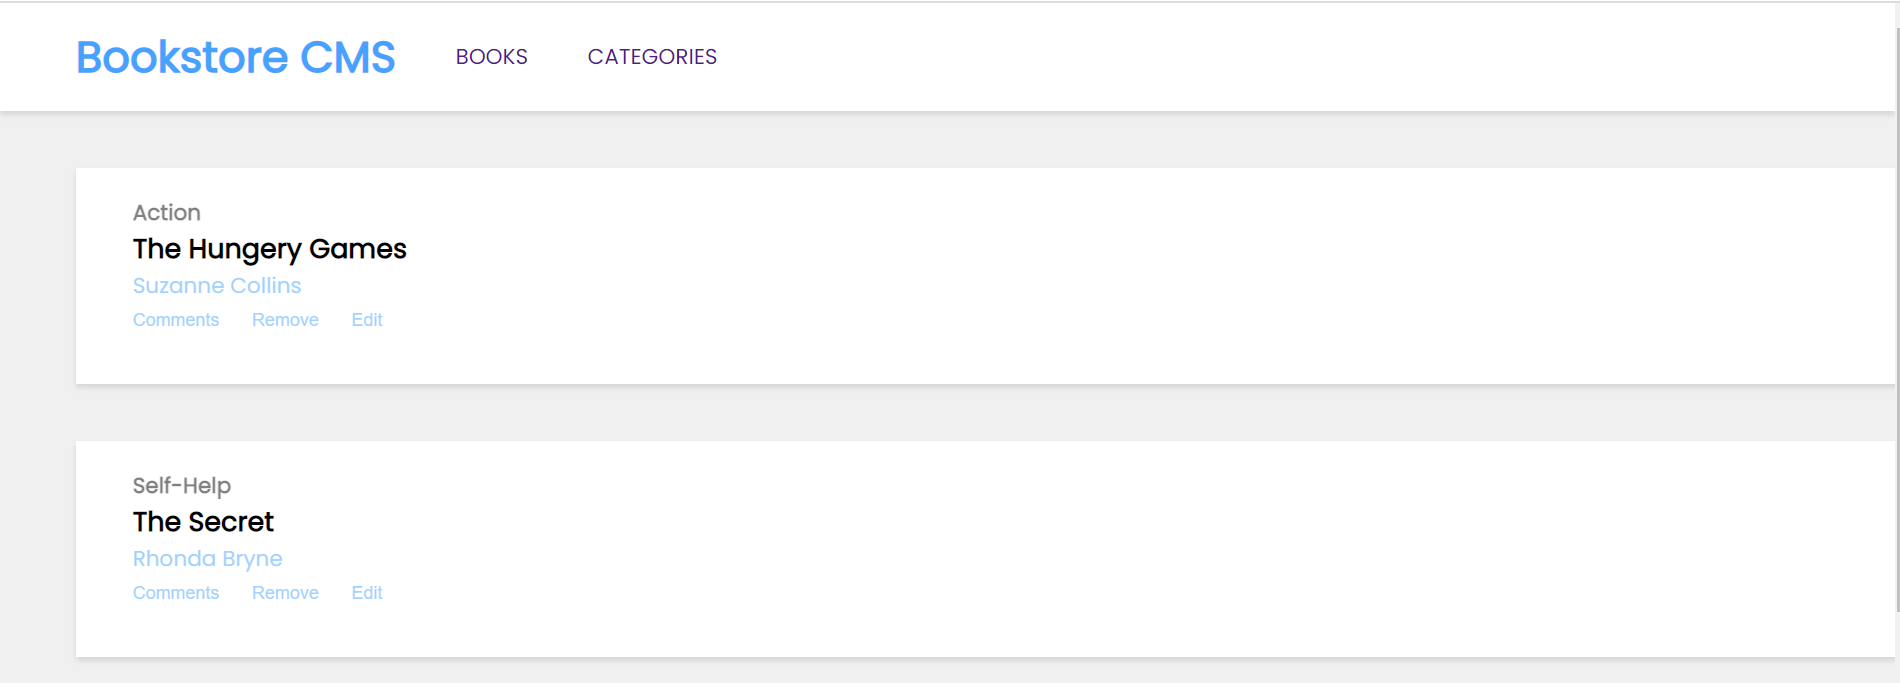 Bookstore CMS BOOKS CATEGORIES
Action
The Hungery Games
Suzanne Collins
Comments Remove Edit
Self-Help
The Secret
Rhonda Bryne
Comments Remove Edit